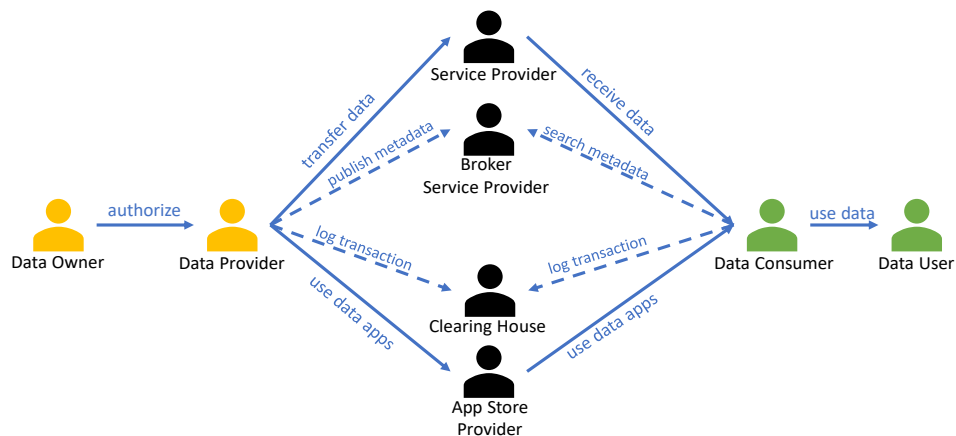 Service Provider
transfer data
receive data
publish metadata
search metadata
Broker
Service Provider
authorize
use data
Data Owner
Data Provider
Data Consumer
Data User
log transaction
log transaction
Clearing House
use data apps
use data apps
App Store
Provider